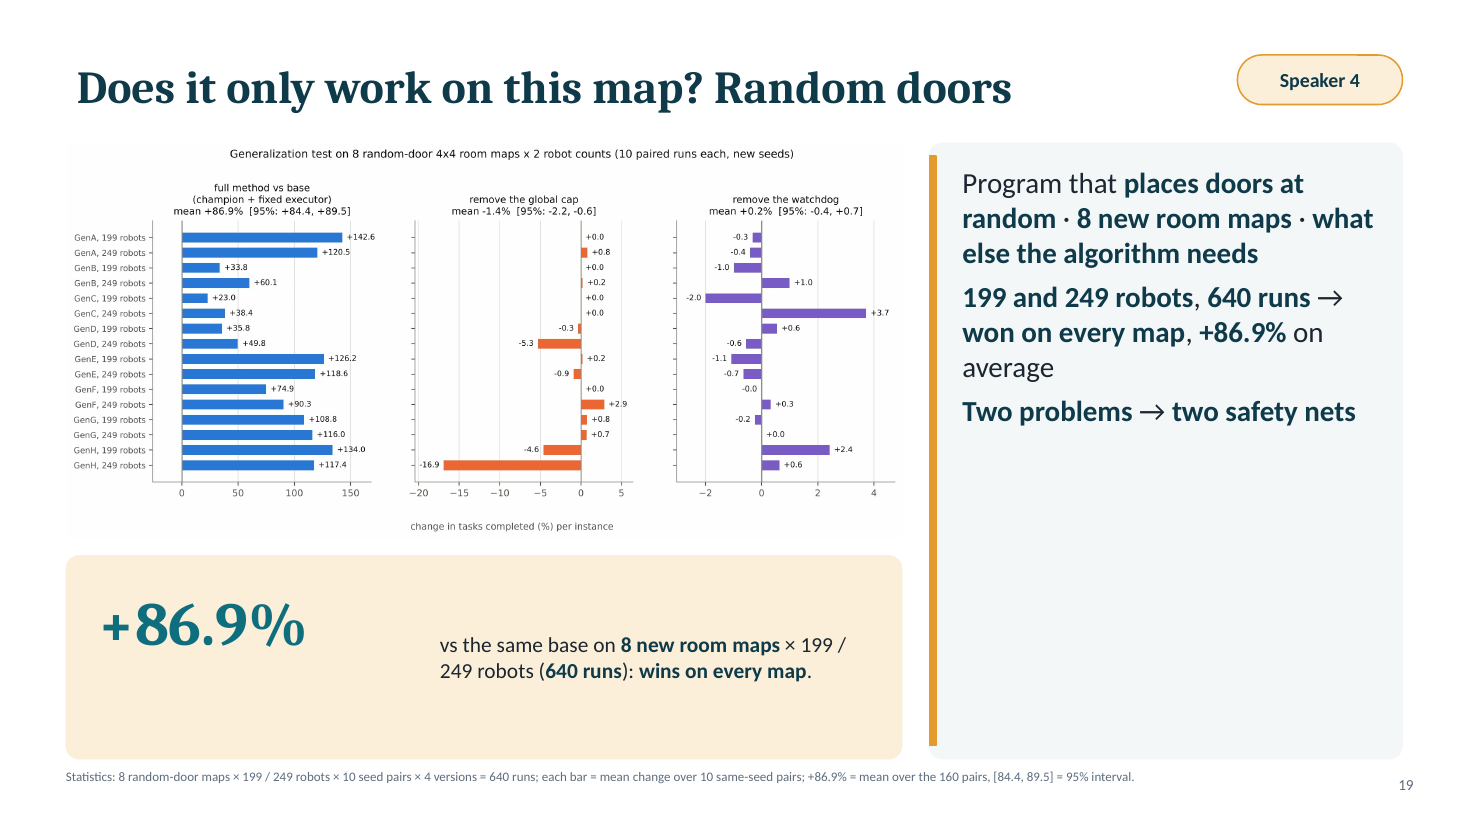 Does it only work on this map? Random doors
Speaker 4
Generalization test on 8 random-door 4x4 room maps x 2 robot counts (10 paired runs each, new seeds)
full method vs base
(champion + fixed executor)
mean +86.9% [95%: +84.4, +89.5]
GenA, 199 robots
GenA, 249 robots
GenB, 199 robots
GenB, 249 robots
GenC, 199 robots
GenC, 249 robots
GenD, 199 robots
GenD, 249 robots
GenE, 199 robots
GenE, 249 robots
GenF, 199 robots
GenF, 249 robots
GenG, 199 robots
GenG, 249 robots
GenH, 199 robots
GenH, 249 robots
+142.6
+120.5
+33.8
+60.1
+23.0
+38.4
+35.8
+49.8
+126.2
+118.6
+74.9
+90.3
+108.8
+116.0
+134.0
+117.4
0 50 100 150
remove the global cap
mean -1.4% [95%: -2.2, -0.6]
+0.0
+0.8
+0.0
+0.2
+0.0
+0.0
-0.3
-5.3
+0.2
-0.9
+0.0
+2.9
+0.8
+0.7
-4.6
-16.9
−20 −15 −10 −5 0 5
remove the watchdog
mean +0.2% [95%: -0.4, +0.7]
-0.3
-0.4
-1.0
+1.0
-2.0
+3.7
+0.6
-0.6
-1.1
-0.7
-0.0
+0.3
-0.2
+0.0
+2.4
+0.6
−2 0 2 4
change in tasks completed (%) per instance
+86.9%
vs the same base on 8 new room maps × 199 /
249 robots (640 runs): wins on every map.
Program that places doors at
random · 8 new room maps · what
else the algorithm needs
199 and 249 robots, 640 runs →
won on every map, +86.9% on
average
Two problems → two safety nets
Statistics: 8 random-door maps × 199 / 249 robots × 10 seed pairs × 4 versions = 640 runs; each bar = mean change over 10 same-seed pairs; +86.9% = mean over the 160 pairs, [84.4, 89.5] = 95% interval.
19